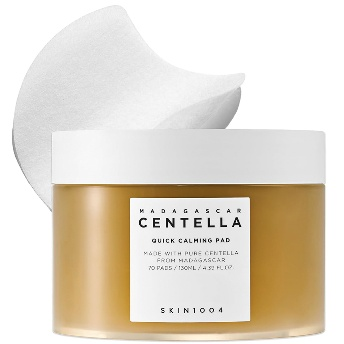 MADAGASCAR
CENTELLA
QUICK CALMING PAD
MADE WITH PURE CENTELLA
FROM MADAGASCAR
70 PADS / 130ML / 4.39 FL.OZ
SKIN1004